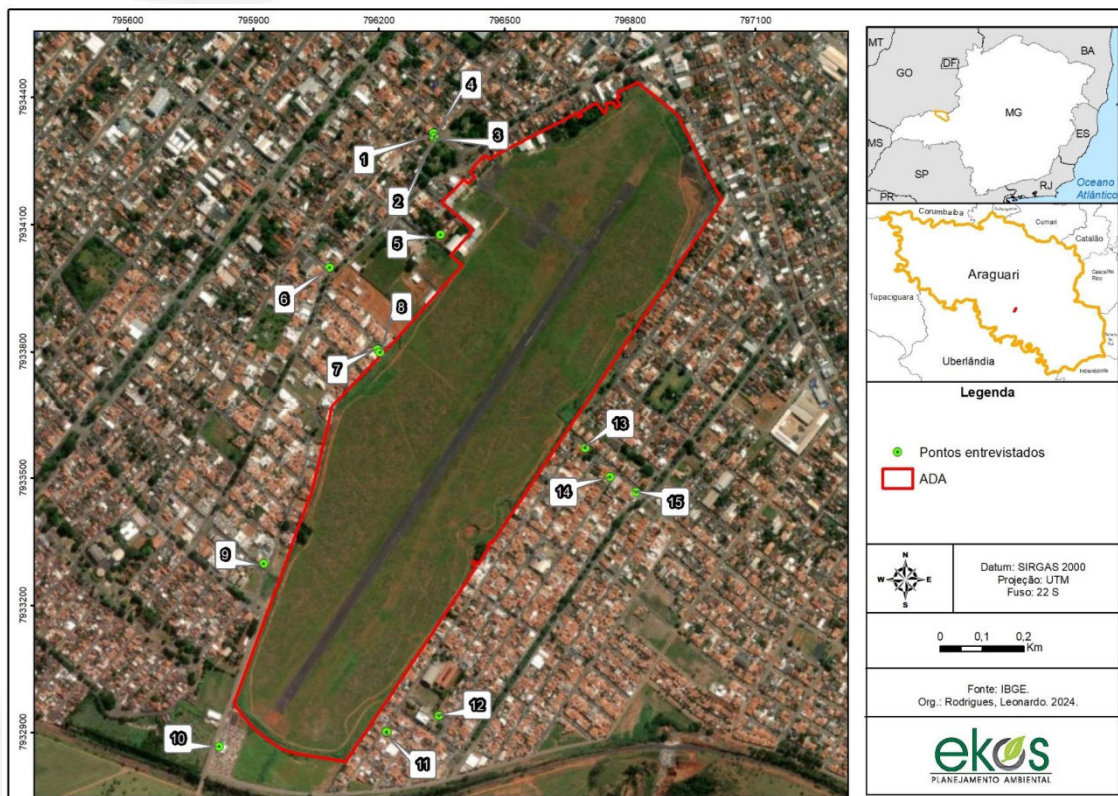 795600 795900 796200 796500 796800 797100
7934400
7934100
7933800
7933500
7933200
7932900
4
1
3
2
5
6
8
7
13
14
15
9
12
10
11
MT
GO
DF
BA
MG
MS
ES
SP
RJ
PR
Oceano
Atlântico
Corumbaíba
Cumari
Catalão
Araguari
Tupaciguara
Uberlândia
Indianópolis
Legenda
Pontos entrevistados
ADA
N
W E
S
Datum: SIRGAS 2000
Projeção: UTM
Fuso: 22 S
0 0,1 0,2
Km
Fonte: IBGE.
Org.: Rodrigues, Leonardo. 2024.
ekos
PLANEJAMENTO AMBIENTAL